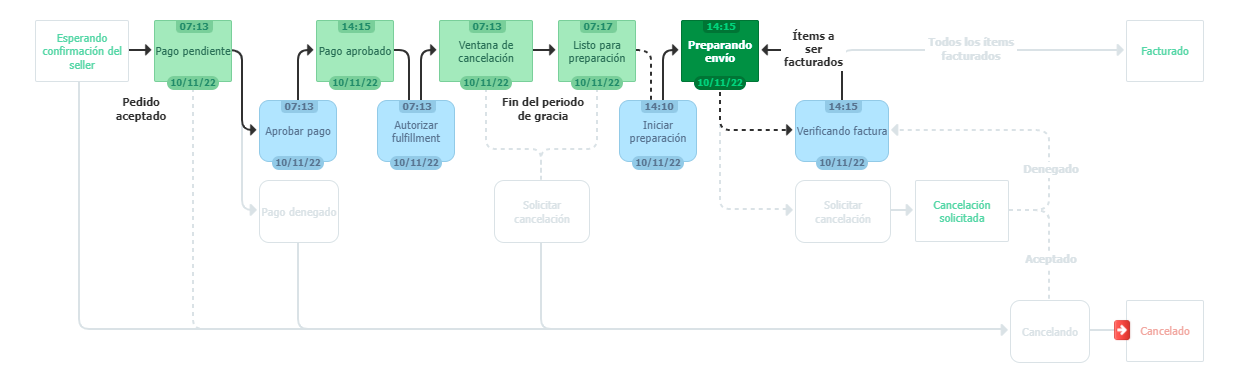 Esperando
confirmación del
seller
07:13
Pago pendiente
10/11/22
Pedido
aceptado
07:13
Aprobar pago
10/11/22
Pago denegado
14:15
Pago aprobado
10/11/22
07:13
Autorizar
fulfillment
10/11/22
07:13
Ventana de
cancelación
10/11/22
Fin del periodo
de gracia
Solicitar
cancelación
07:17
Listo para
preparación
10/11/22
14:10
Iniciar
preparación
10/11/22
14:15
Preparando
envío
10/11/22
Ítems a
ser
facturados
14:15
Verificando factura
10/11/22
Solicitar
cancelación
Cancelación
solicitada
Todos los ítems
facturados
Facturado
Denegado
Aceptado
Cancelando
Cancelado